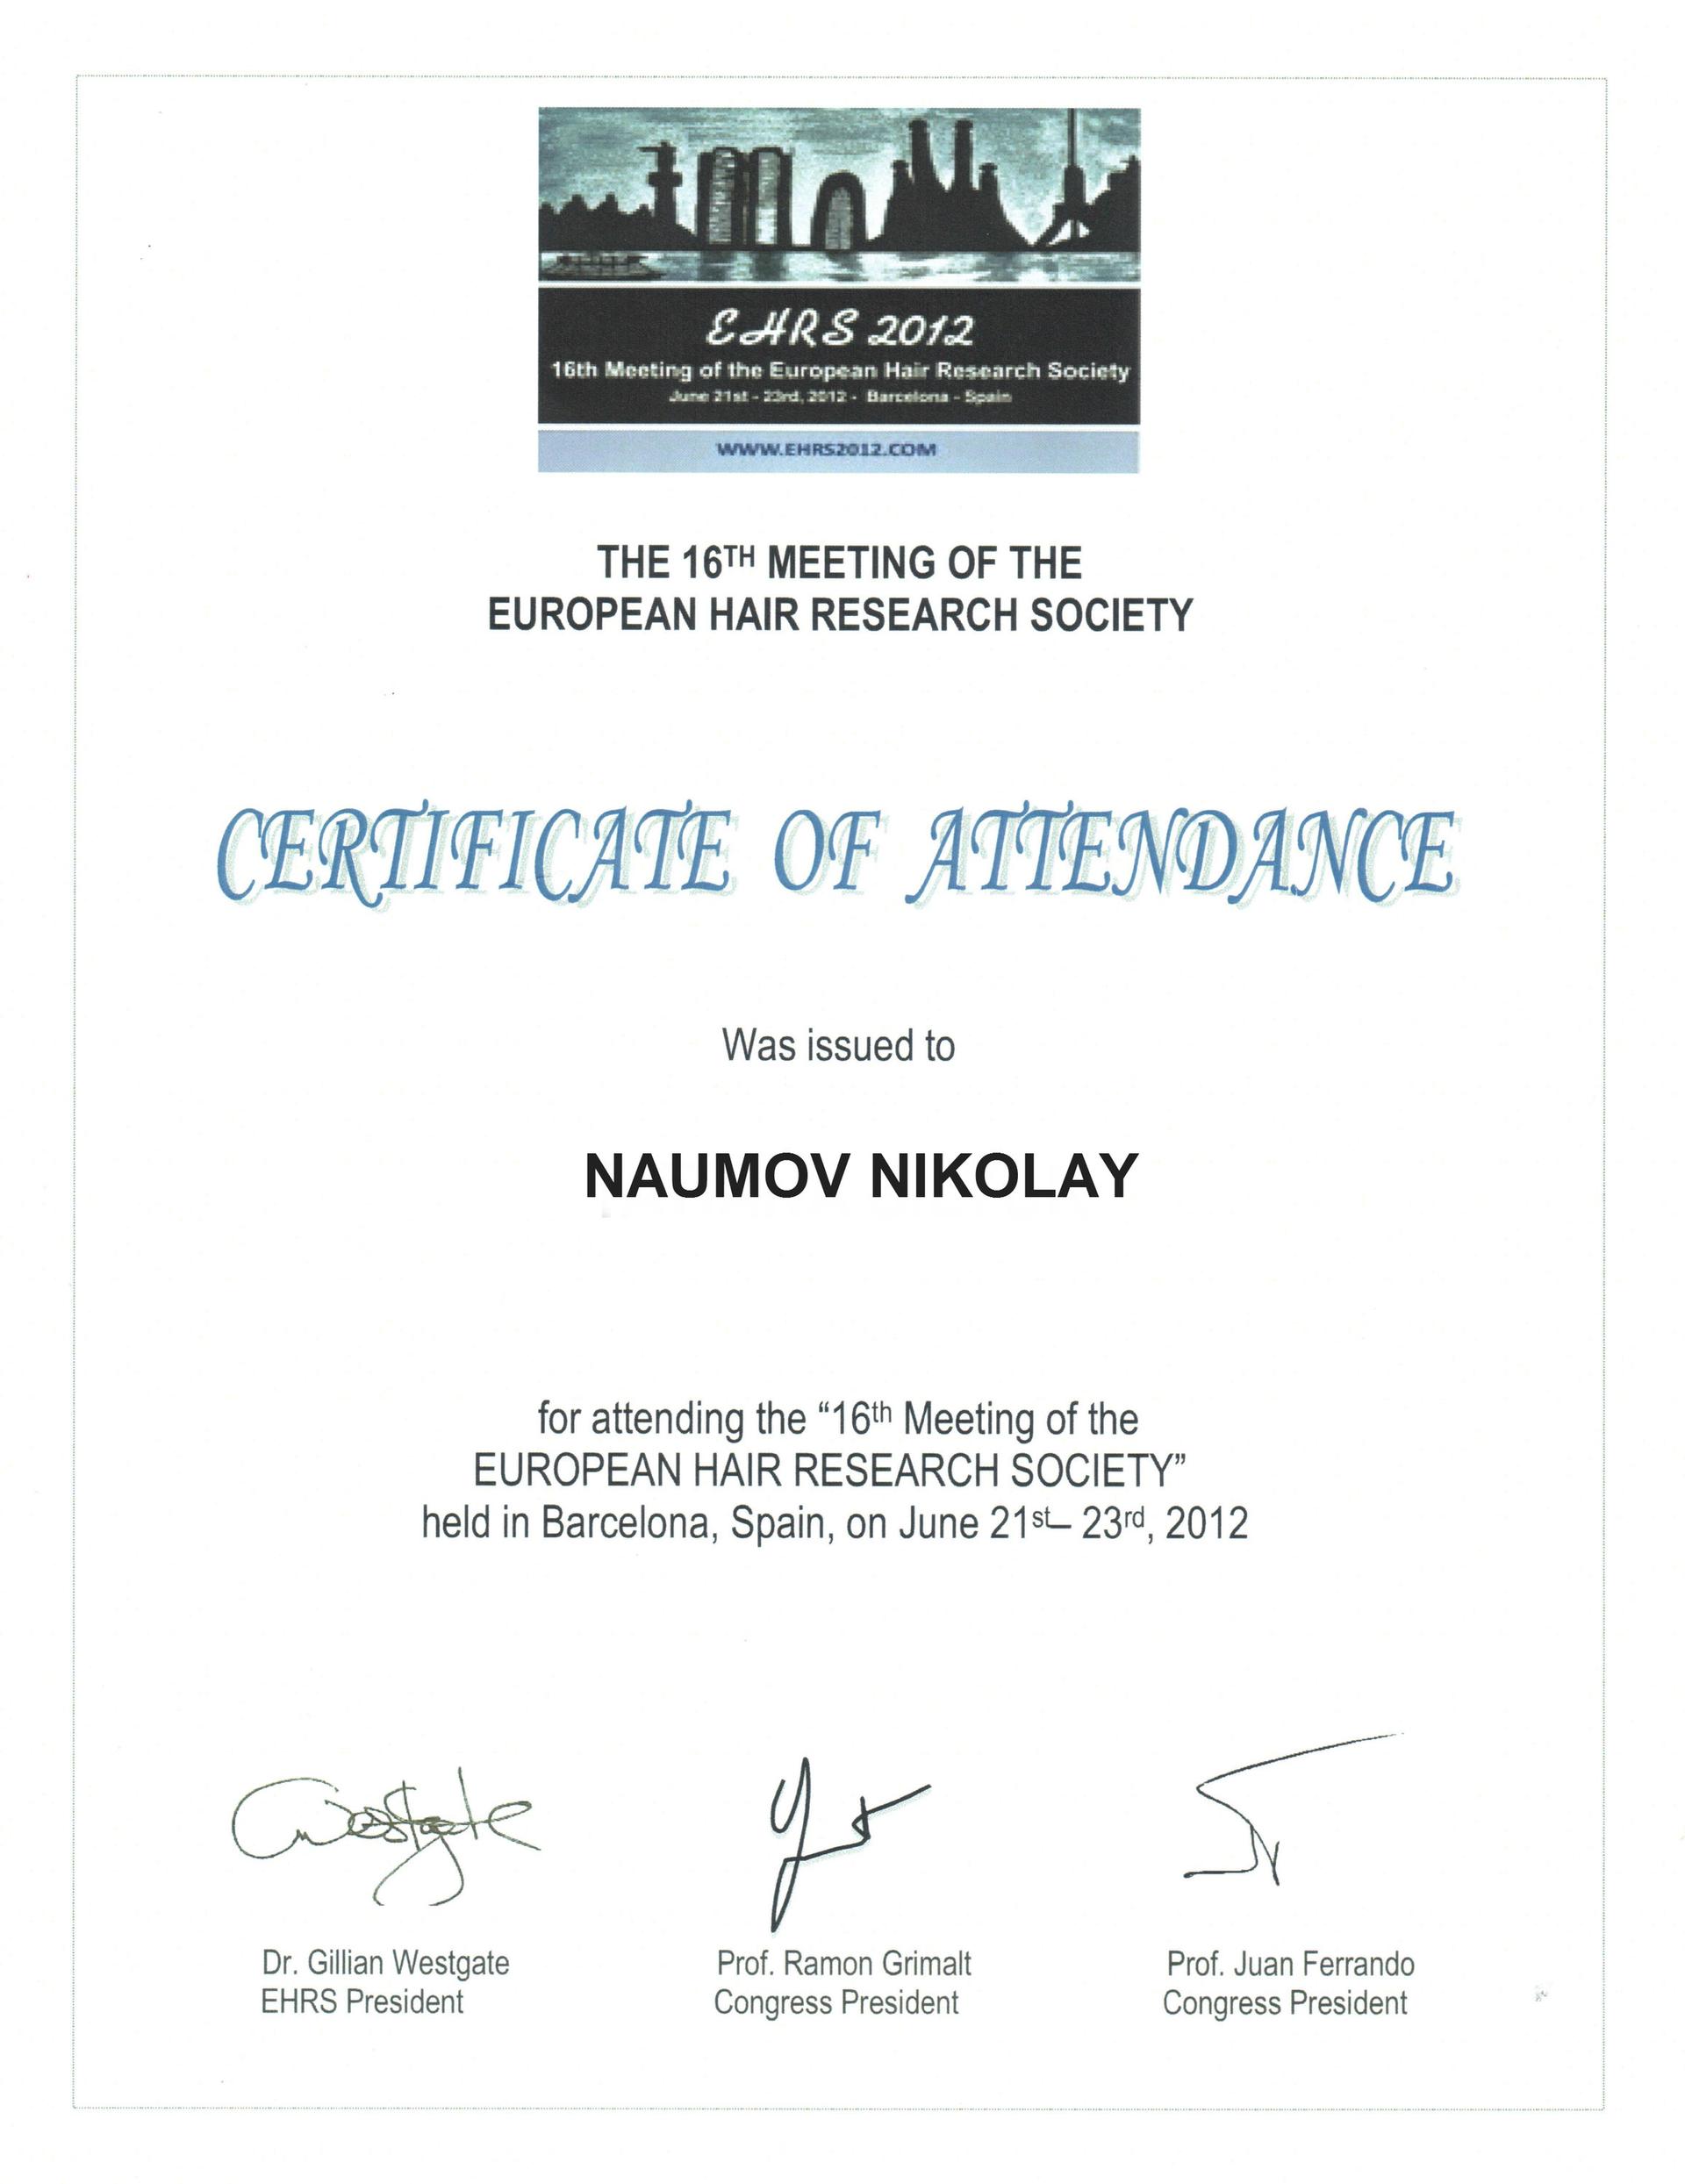 EHRS 2012
16th Meeting of the European Hair Research Society
June 21st - 23rd, 2012 - Barcelona - Spain
WWW.EHRS2012.COM
THE 16TH MEETING OF THE
EUROPEAN HAIR RESEARCH SOCIETY
CERTIFICATE OF ATTENDANCE
Was issued to
NAUMOV NIKOLAY
for attending the “16th Meeting of the
EUROPEAN HAIR RESEARCH SOCIETY”
held in Barcelona, Spain, on June 21st– 23rd, 2012
Westgate
Dr. Gillian Westgate Prof. Ramon Grimalt Prof. Juan Ferrando
EHRS President Congress President Congress President